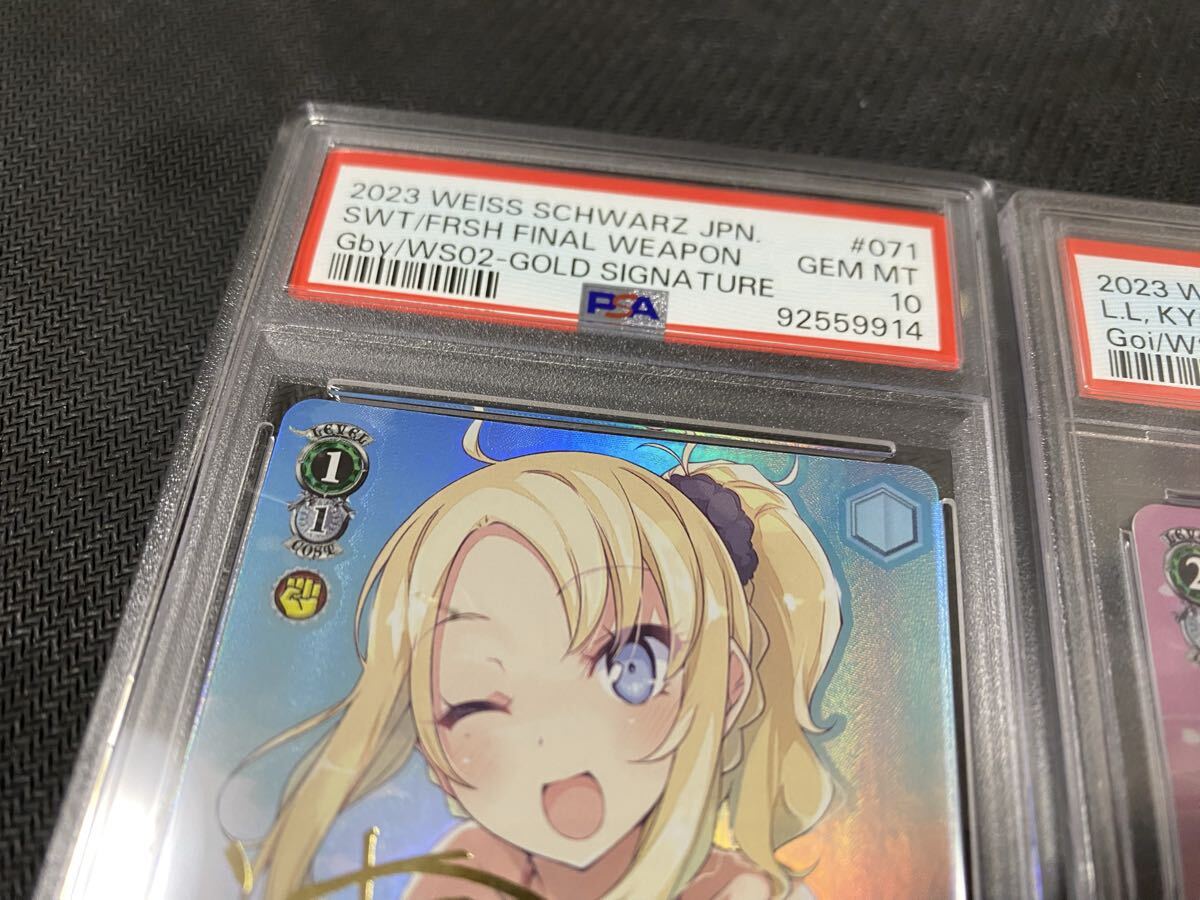 2023 WEISS SCHWARZ JPN.
SWT/FRSH FINAL WEAPON
Gby/WS02-GOLD SIGNATURE
#071
GEM MT
10
92559914
PSA
LEVEL
1
1
COST
2023 W
L.L, KY
Goi/W
2